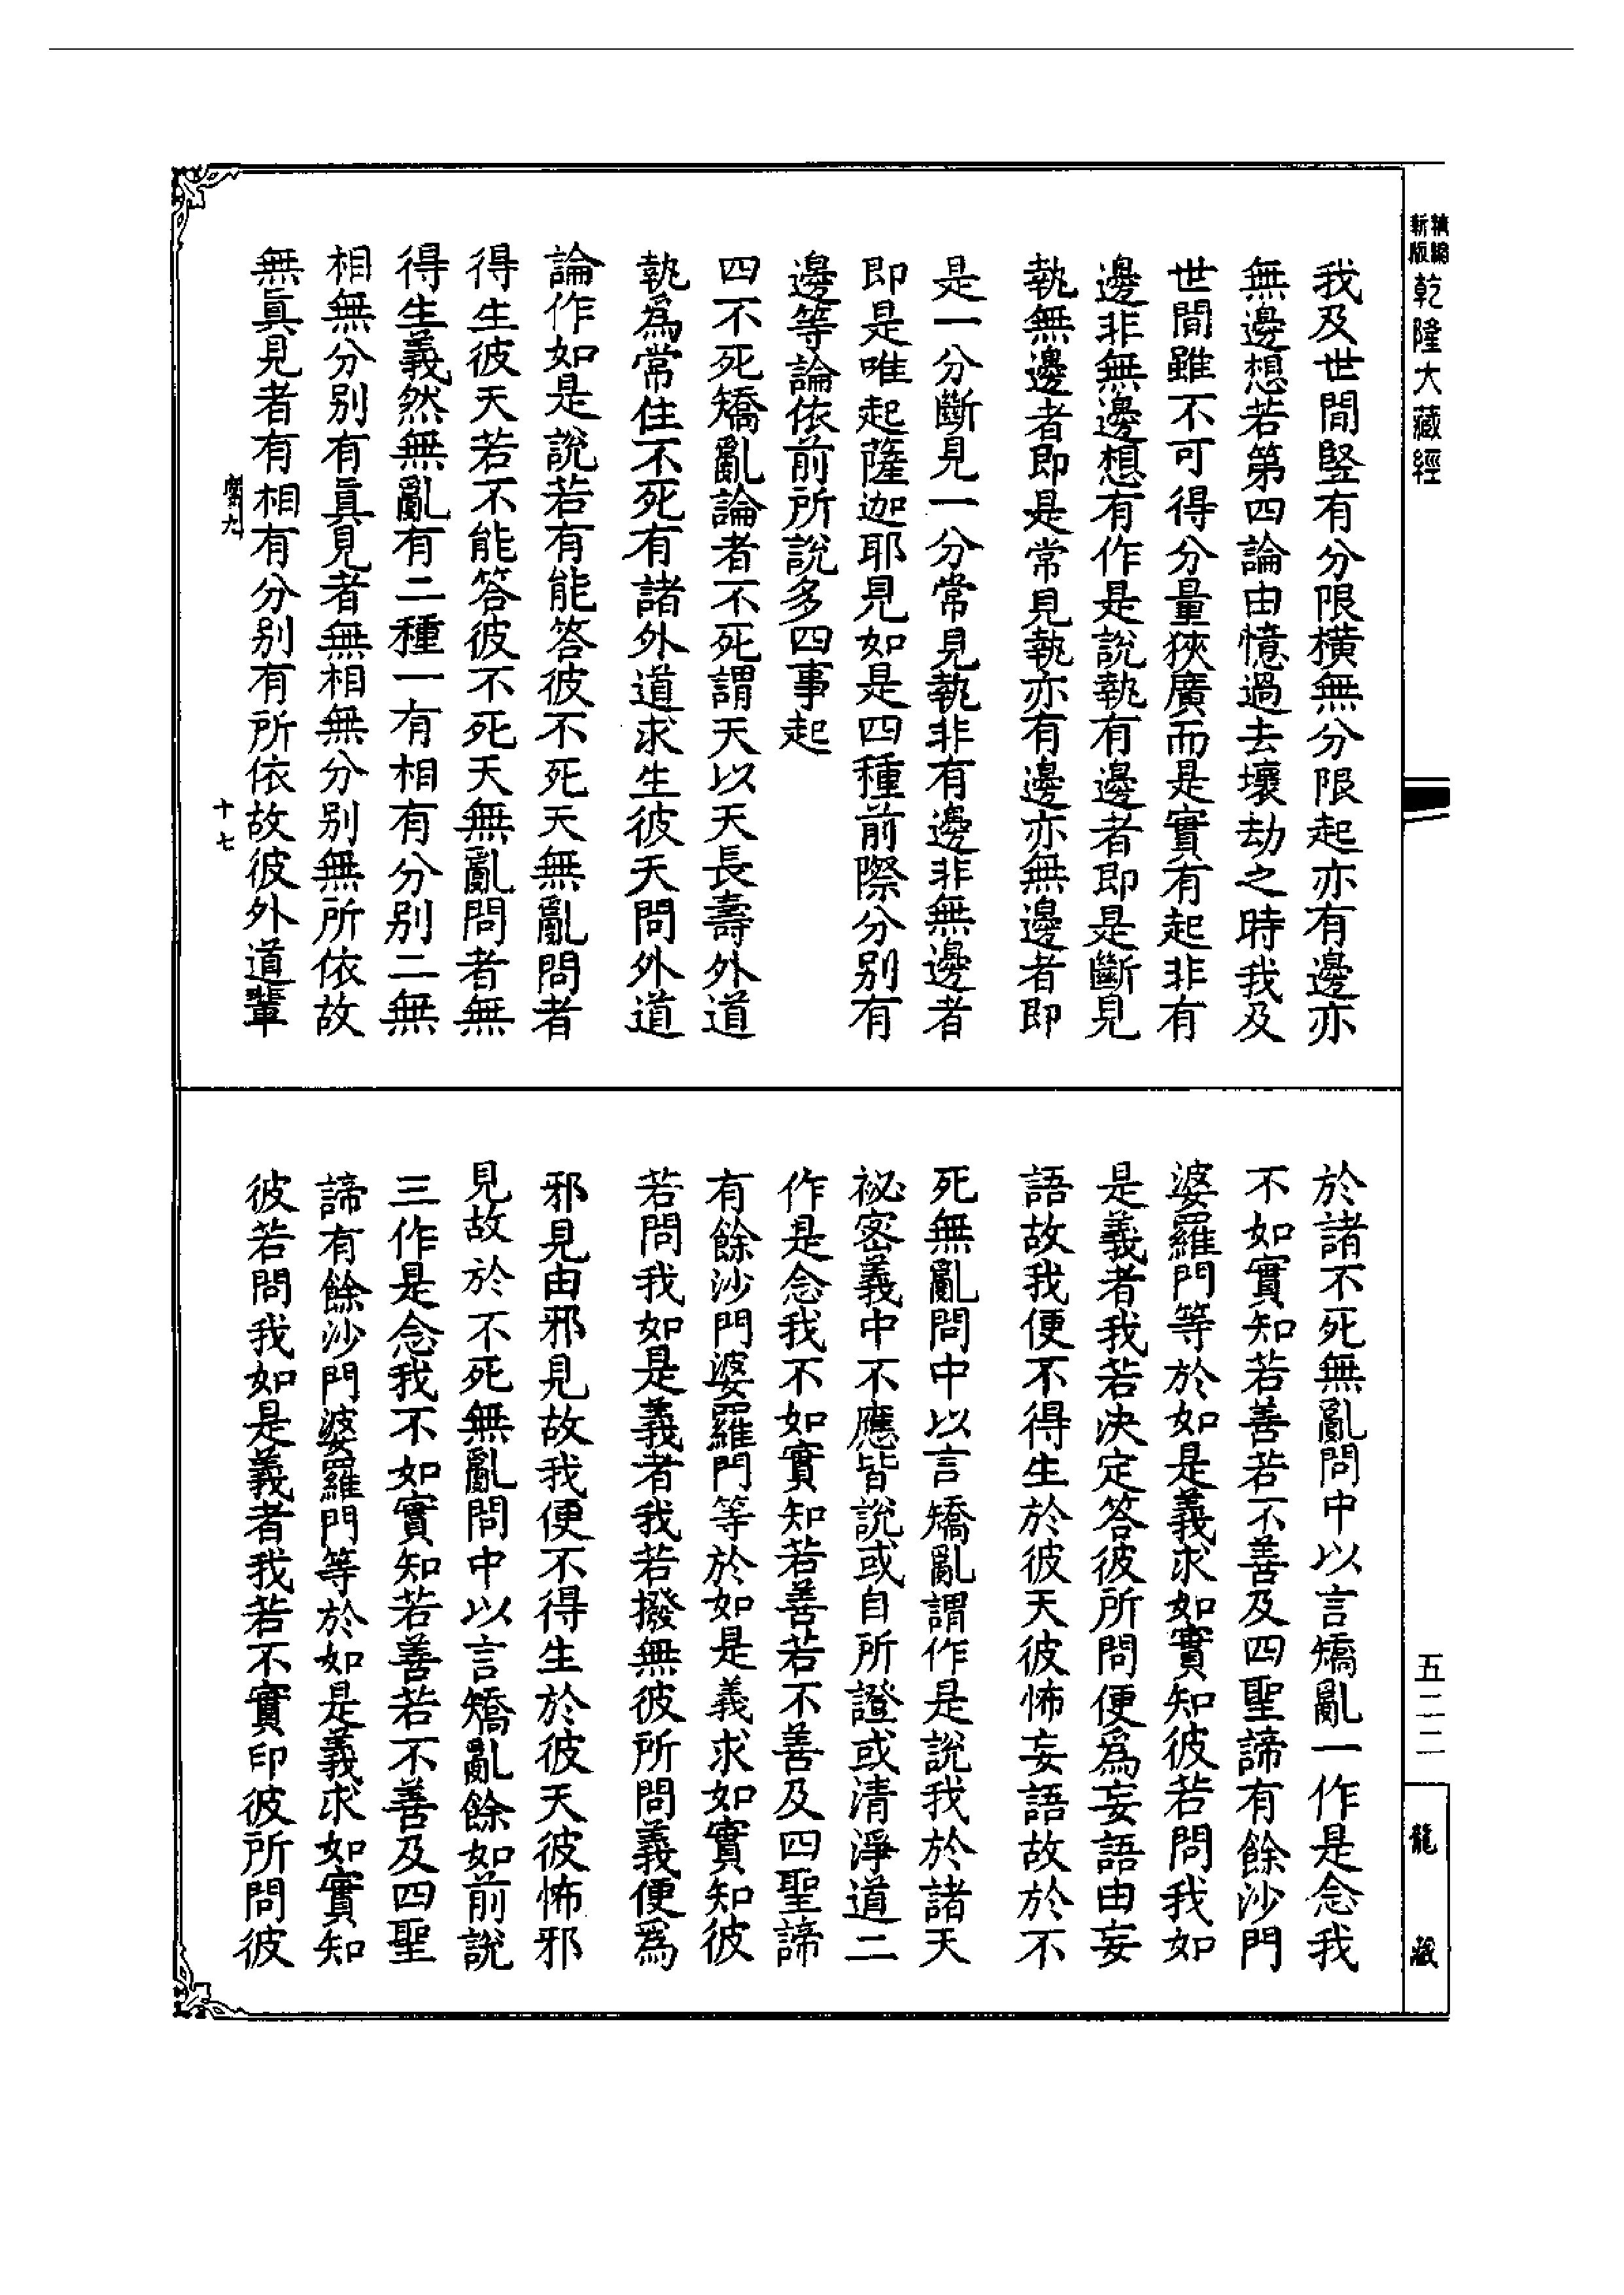 精縮
新版
乾隆大藏經
我及世間竪有分限橫無分限起亦有邊亦
無邊想若第四論由憶過去壞劫之時我及
世間雖不可得分量狹廣而是實有起非有
邊非無邊想有作是說執有邊者即是斷見
執無邊者即是常見執亦有邊亦無邊者即
是一分斷見一分常見執非有邊非無邊者
即是唯起薩迦耶見如是四種前際分別有
邊等論依前所說多四事起
四不死矯亂論者不死謂天以天長壽外道
執爲常住不死有諸外道求生彼天問外道
論作如是說若有能答彼不死天無亂問者
得生彼天若不能答彼不死天無亂問者無
得生義然無亂有二種一有相有分別二無
相無分別有眞見者無相無分別無所依故
無眞見者有相有分別有所依故彼外道輩
十七
於諸不死無亂問中以言矯亂一作是念我
不如實知若善若不善及四聖諦有餘沙門
婆羅門等於如是義求如實知彼若問我如
是義者我若決定答彼所問便爲妄語由妄
語故我便不得生於彼天彼怖妄語故於不
死無亂問中以言矯亂謂作是說我於諸天
祕密義中不應皆說或自所證或清淨道二
作是念我不如實知若善若不善及四聖諦
有餘沙門婆羅門等於如是義求如實知彼
若問我如是義者我若撥無彼所問義便爲
邪見由邪見故我便不得生於彼天彼怖邪
見故於不死無亂問中以言矯亂餘如前說
三作是念我不如實知若善若不善及四聖
諦有餘沙門婆羅門等於如是義求如實知
彼若問我如是義者我若不實印彼所問彼
五二二
龍藏